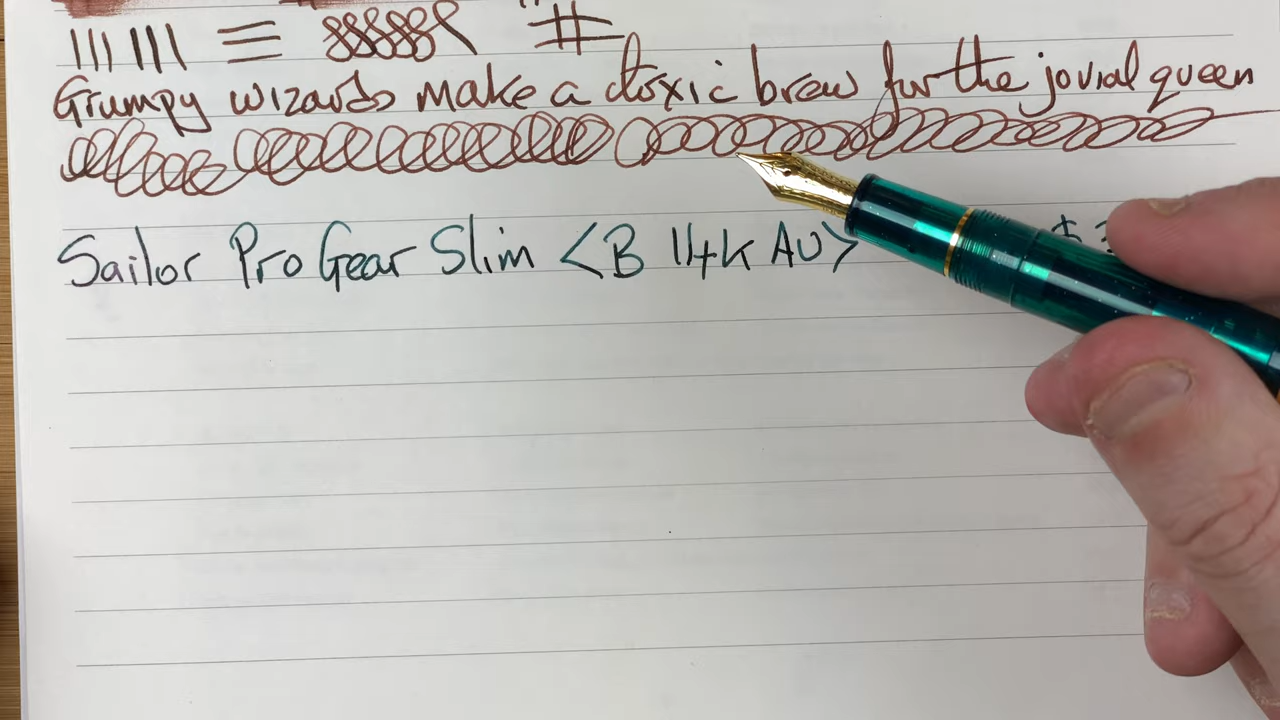 Grumpy wizards make a toxic brew for the jovial queen
Sailor Pro Gear Slim <B 14K AU> $